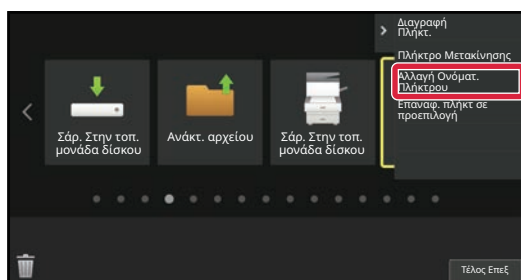 Διαγραφή
Πλήκτ.
Πλήκτρο Μετακίνησης
Αλλαγή Ονόματ.
Πλήκτρου
Επαναφ. πλήκτ σε
προεπιλογή
Σάρ. Στην τοπ.
μονάδα δίσκου
Ανάκτ. αρχείου
Σάρ. Στην τοπ.
μονάδα δίσκου
Τέλος Επεξ